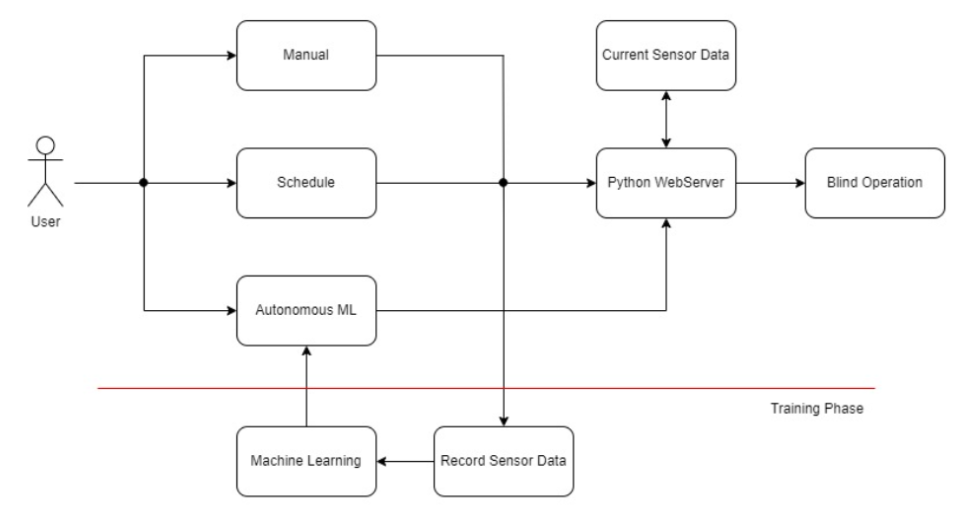 Manual
Current Sensor Data
User
Schedule
Python WebServer
Blind Operation
Autonomous ML
Training Phase
Machine Learning
Record Sensor Data